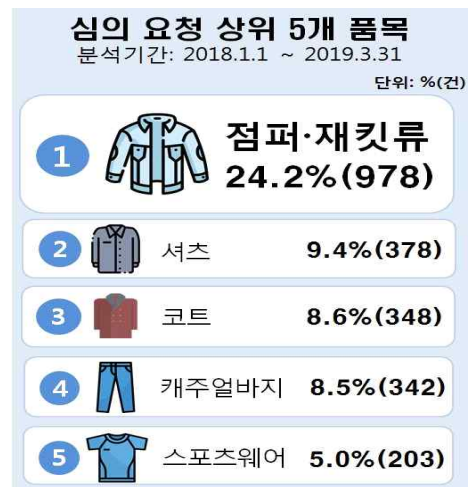 심의 요청 상위 5개 품목
분석기간: 2018.1.1 ~ 2019.3.31
단위: %(건)
1
점퍼·재킷류
24.2%(978)
2 셔츠 9.4%(378)
3 코트 8.6%(348)
4 캐주얼바지 8.5%(342)
5 스포츠웨어 5.0%(203)